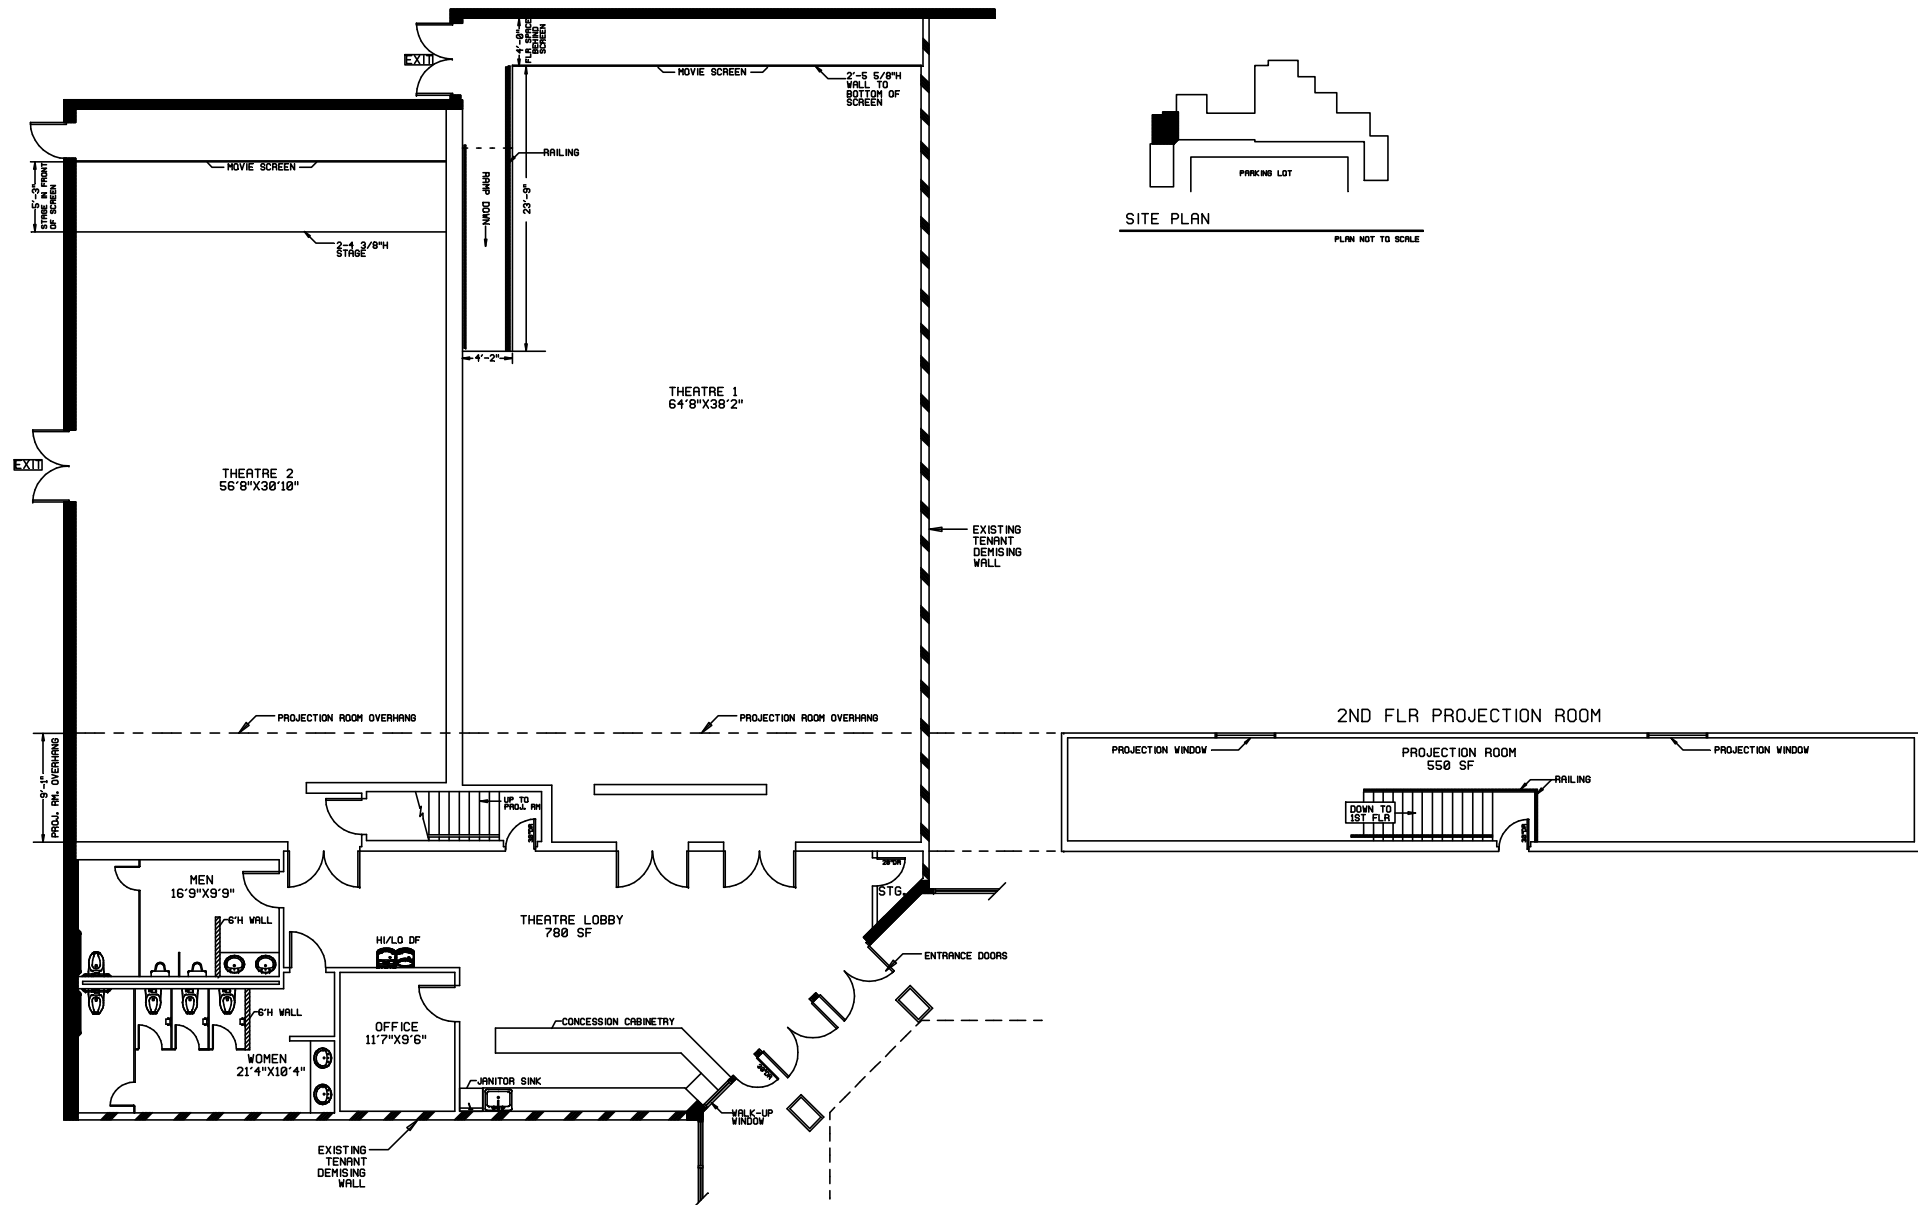 EXIT
4'-0"
FLR SPACE
BEHIND
SCREEN
MOVIE SCREEN
2'-5 5/8"H
WALL TO
BOTTOM OF
SCREEN
RAILING
MOVIE SCREEN
5'-3"
STAGE IN FRONT
OF SCREEN
RAMP DOWN
23'-9"
2-4 3/8"H
STAGE
4'-2"
THEATRE 1
64'8"X38'2"
EXIT
THEATRE 2
56'8"X30'10"
EXISTING
TENANT
DEMISING
WALL
PARKING LOT
SITE PLAN
PLAN NOT TO SCALE
PROJECTION ROOM OVERHANG
PROJECTION ROOM OVERHANG
9'-1"
PROJ. RM. OVERHANG
UP TO
PROJ. RM
2ND FLR PROJECTION ROOM
PROJECTION WINDOW
PROJECTION ROOM
550 SF
PROJECTION WINDOW
RAILING
DOWN TO
1ST FLR
MEN
16'9"X9'9"
6'H WALL
STG.
THEATRE LOBBY
780 SF
HI/LO DF
ENTRANCE DOORS
6'H WALL
OFFICE
11'7"X9'6"
CONCESSION CABINETRY
WOMEN
21'4"X10'4"
JANITOR SINK
WALK-UP
WINDOW
EXISTING
TENANT
DEMISING
WALL